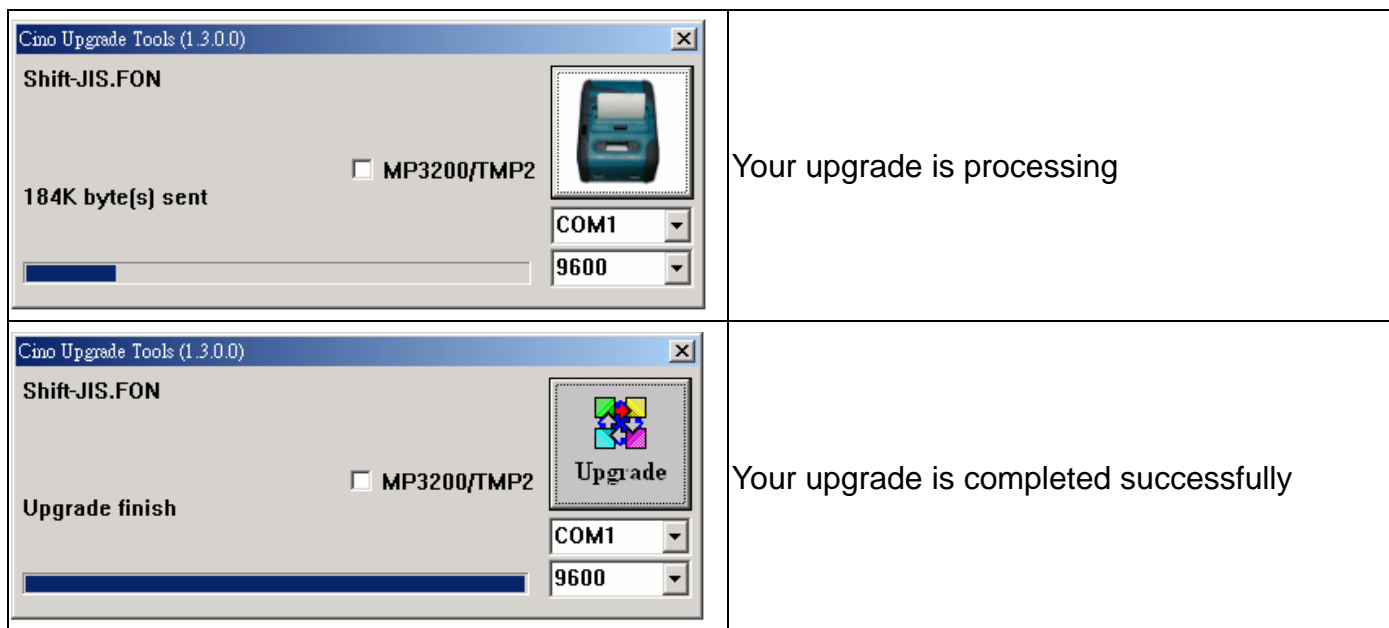 Cino Upgrade Tools (1.3.0.0)
Shift-JIS.FON
MP3200/TMP2
184K byte(s) sent
COM1
9600
Your upgrade is processing
Cino Upgrade Tools (1.3.0.0)
Shift-JIS.FON
Upgrade
MP3200/TMP2
Upgrade finish
COM1
9600
Your upgrade is completed successfully